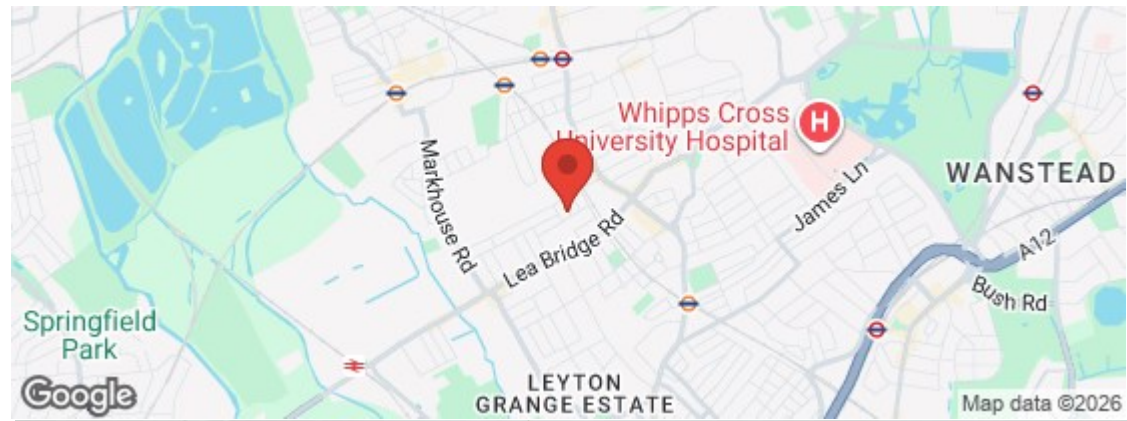 Whipps Cross
University Hospital
H
WANSTEAD
Markhouse Rd
James Ln
Lea Bridge Rd
A12
Bush Rd
Springfield
Park
LEYTON
GRANGE ESTATE
Google
Map data ©2026